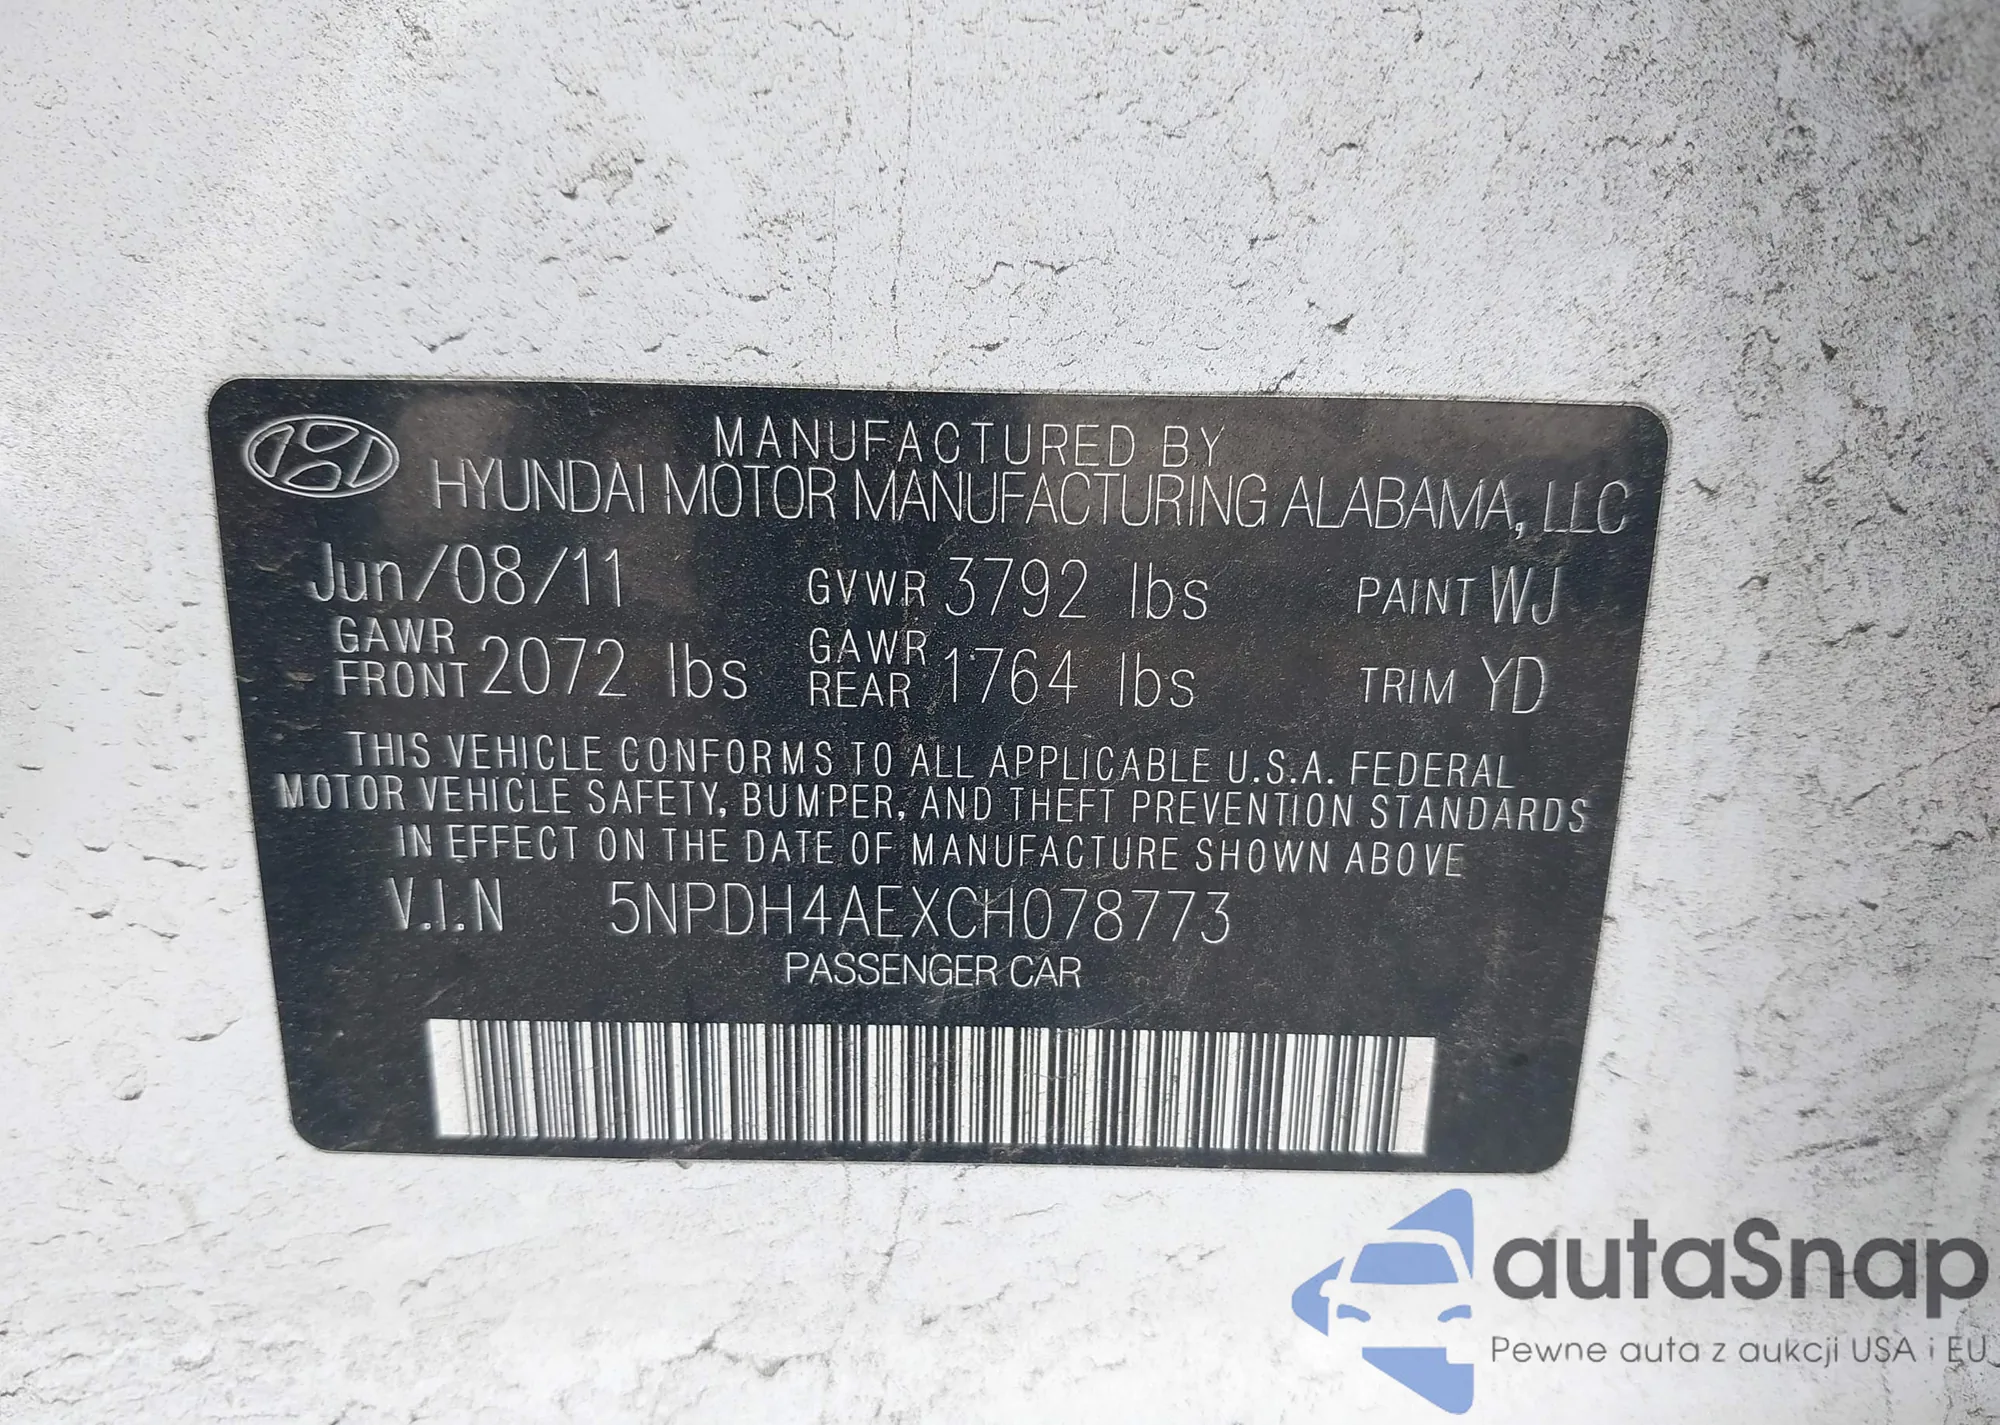 MANUFACTURED BY
HYUNDAI MOTOR MANUFACTURING ALABAMA, LLC
Jun/08/11 GVWR 3792 lbs PAINT WJ
GAWR FRONT 2072 lbs GAWR REAR 1764 lbs TRIM YD
THIS VEHICLE CONFORMS TO ALL APPLICABLE U.S.A. FEDERAL
MOTOR VEHICLE SAFETY, BUMPER, AND THEFT PREVENTION STANDARDS
IN EFFECT ON THE DATE OF MANUFACTURE SHOWN ABOVE
V.I.N 5NPDH4AEXCH078773
PASSENGER CAR
autaSnap
Pewne auta z aukcji USA i EU